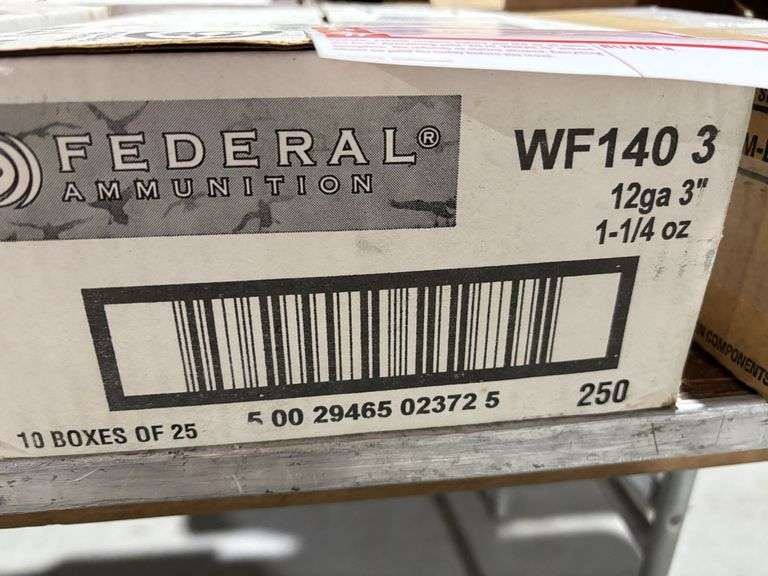 FEDERAL®
AMMUNITION
WF140 3
12ga 3"
1-1/4 oz
5 00 29465 02372 5
250
10 BOXES OF 25
COMPONENTS